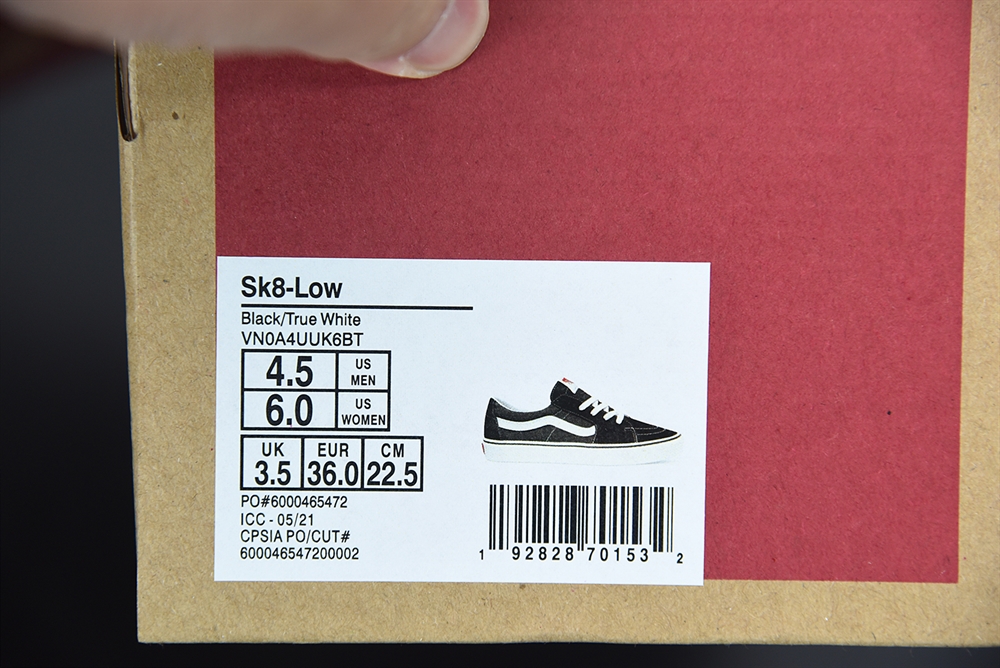 Sk8-Low
Black/True White
VN0A4UUK6BT
4.5 US MEN
6.0 US WOMEN
UK EUR CM
3.5 36.0 22.5
PO#6000465472
ICC - 05/21
CPSIA PO/CUT#
600046547200002
1 92828 70153 2